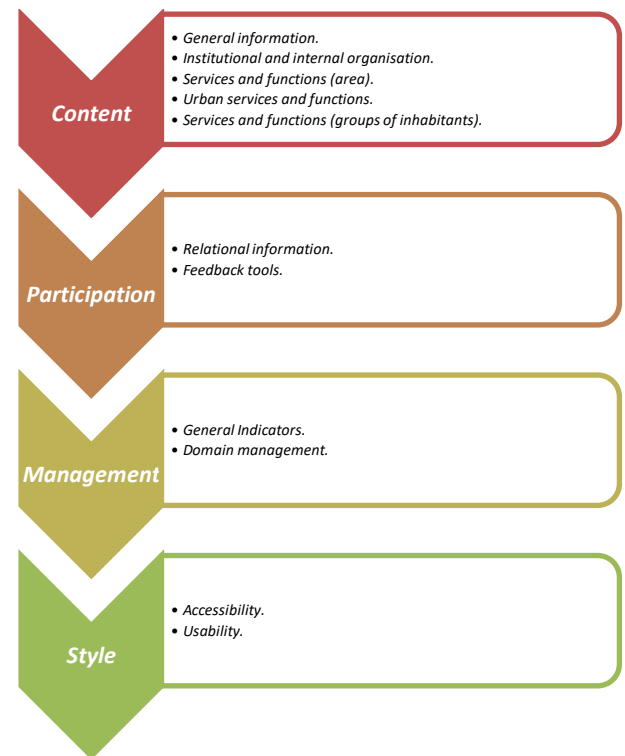 Content
• General information.
• Institutional and internal organisation.
• Services and functions (area).
• Urban services and functions.
• Services and functions (groups of inhabitants).
Participation
• Relational information.
• Feedback tools.
Management
• General Indicators.
• Domain management.
Style
• Accessibility.
• Usability.